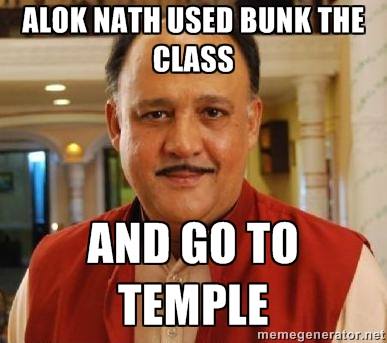 ALOK NATH USED BUNK THE
CLASS
AND GO TO
TEMPLE
memegenerator.net